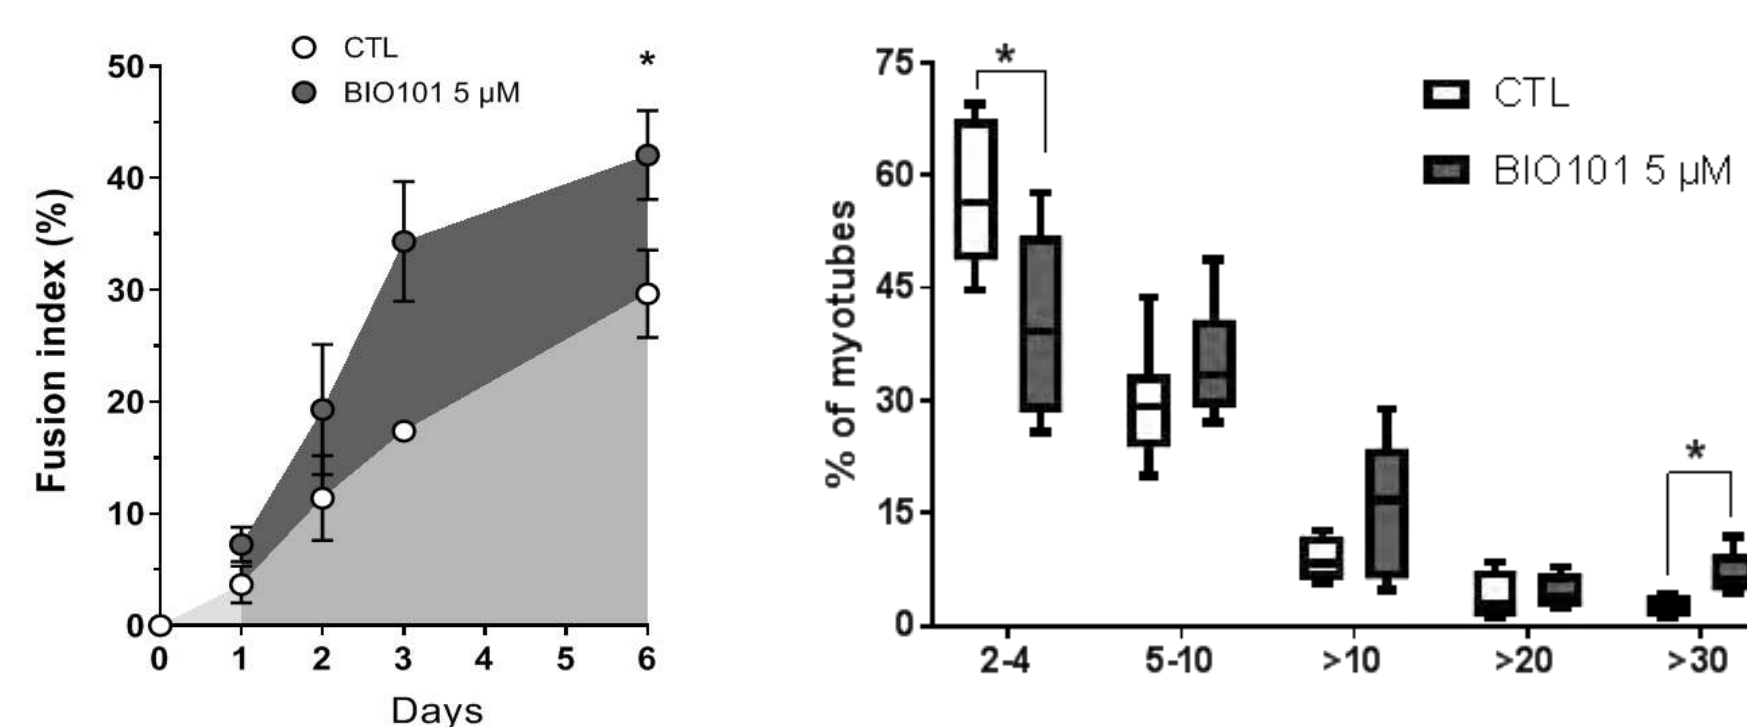 CTL
BIO101 5 µM
*
50
40
30
20
10
0
Fusion index (%)
0 1 2 3 4 5 6
Days
CTL
BIO101 5 µM
*
*
75
60
45
30
15
0
% of myotubes
2-4 5-10 >10 >20 >30